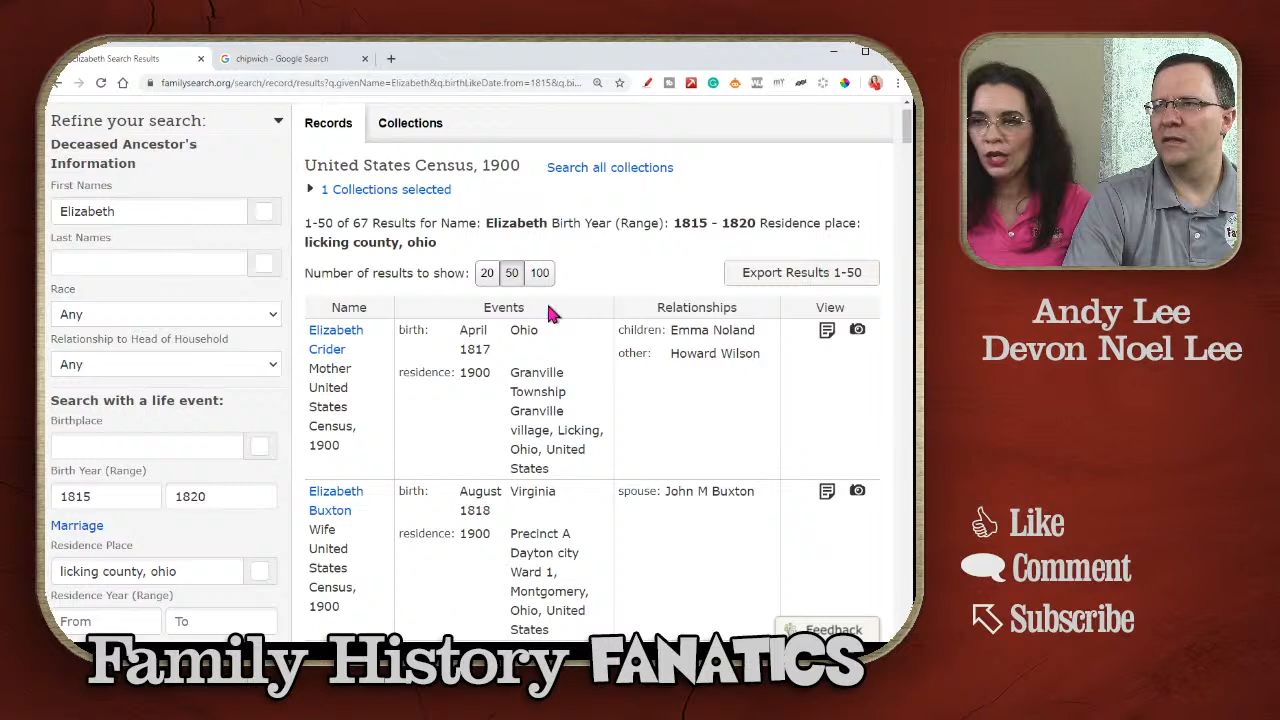 Elizabeth Search Results
chipwich - Google Search
familysearch.org/search/record/results?q.givenName=Elizabeth&q.birthLikeDate.from=1815&q.bi...
Refine your search:
Deceased Ancestor's
Information
First Names
Elizabeth
Last Names
Race
Any
Relationship to Head of Household
Any
Search with a life event:
Birthplace
Birth Year (Range)
1815
1820
Marriage
Residence Place
licking county, ohio
Residence Year (Range)
From
To
Records
Collections
United States Census, 1900
Search all collections
1 Collections selected
1-50 of 67 Results for Name: Elizabeth Birth Year (Range): 1815 - 1820 Residence place:
licking county, ohio
Number of results to show:
20
50
100
Export Results 1-50
Name
Events
Relationships
View
Elizabeth
Crider
Mother
United
States
Census,
1900
birth:
April
1817
Ohio
residence:
1900
Granville
Township
Granville
village, Licking,
Ohio, United
States
children: Emma Noland
other: Howard Wilson
Elizabeth
Buxton
Wife
United
States
Census,
1900
birth:
August
1818
Virginia
residence:
1900
Precinct A
Dayton city
Ward 1,
Montgomery,
Ohio, United
States
spouse: John M Buxton
Feedback
Andy Lee
Devon Noel Lee
Like
Comment
Subscribe
Family History FANATICS